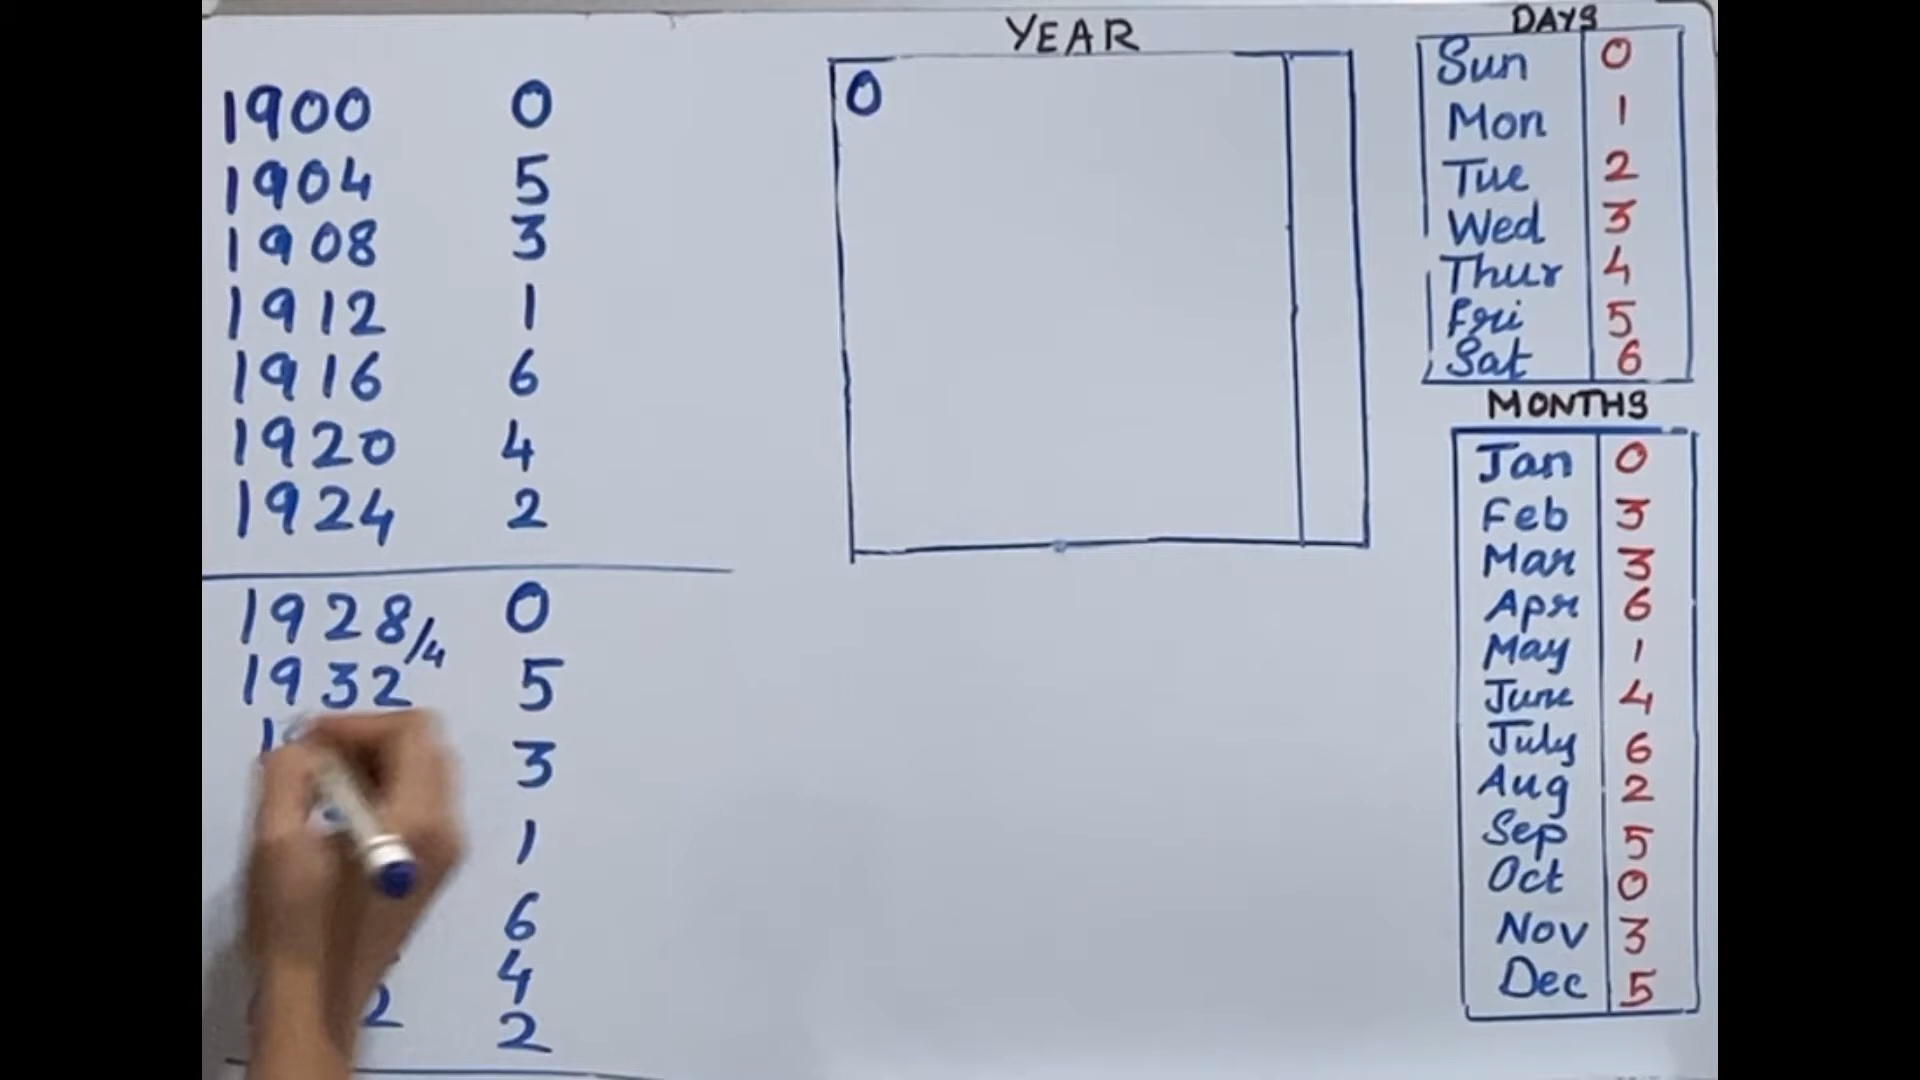 1900 0
1904 5
1908 3
1912 1
1916 6
1920 4
1924 2
1928/4 0
1932 5
3
1
6
4
2 2
YEAR
0
DAYS
Sun 0
Mon 1
Tue 2
Wed 3
Thur 4
Fri 5
Sat 6
MONTHS
Jan 0
Feb 3
Mar 3
Apr 6
May 1
June 4
July 6
Aug 2
Sep 5
Oct 0
Nov 3
Dec 5